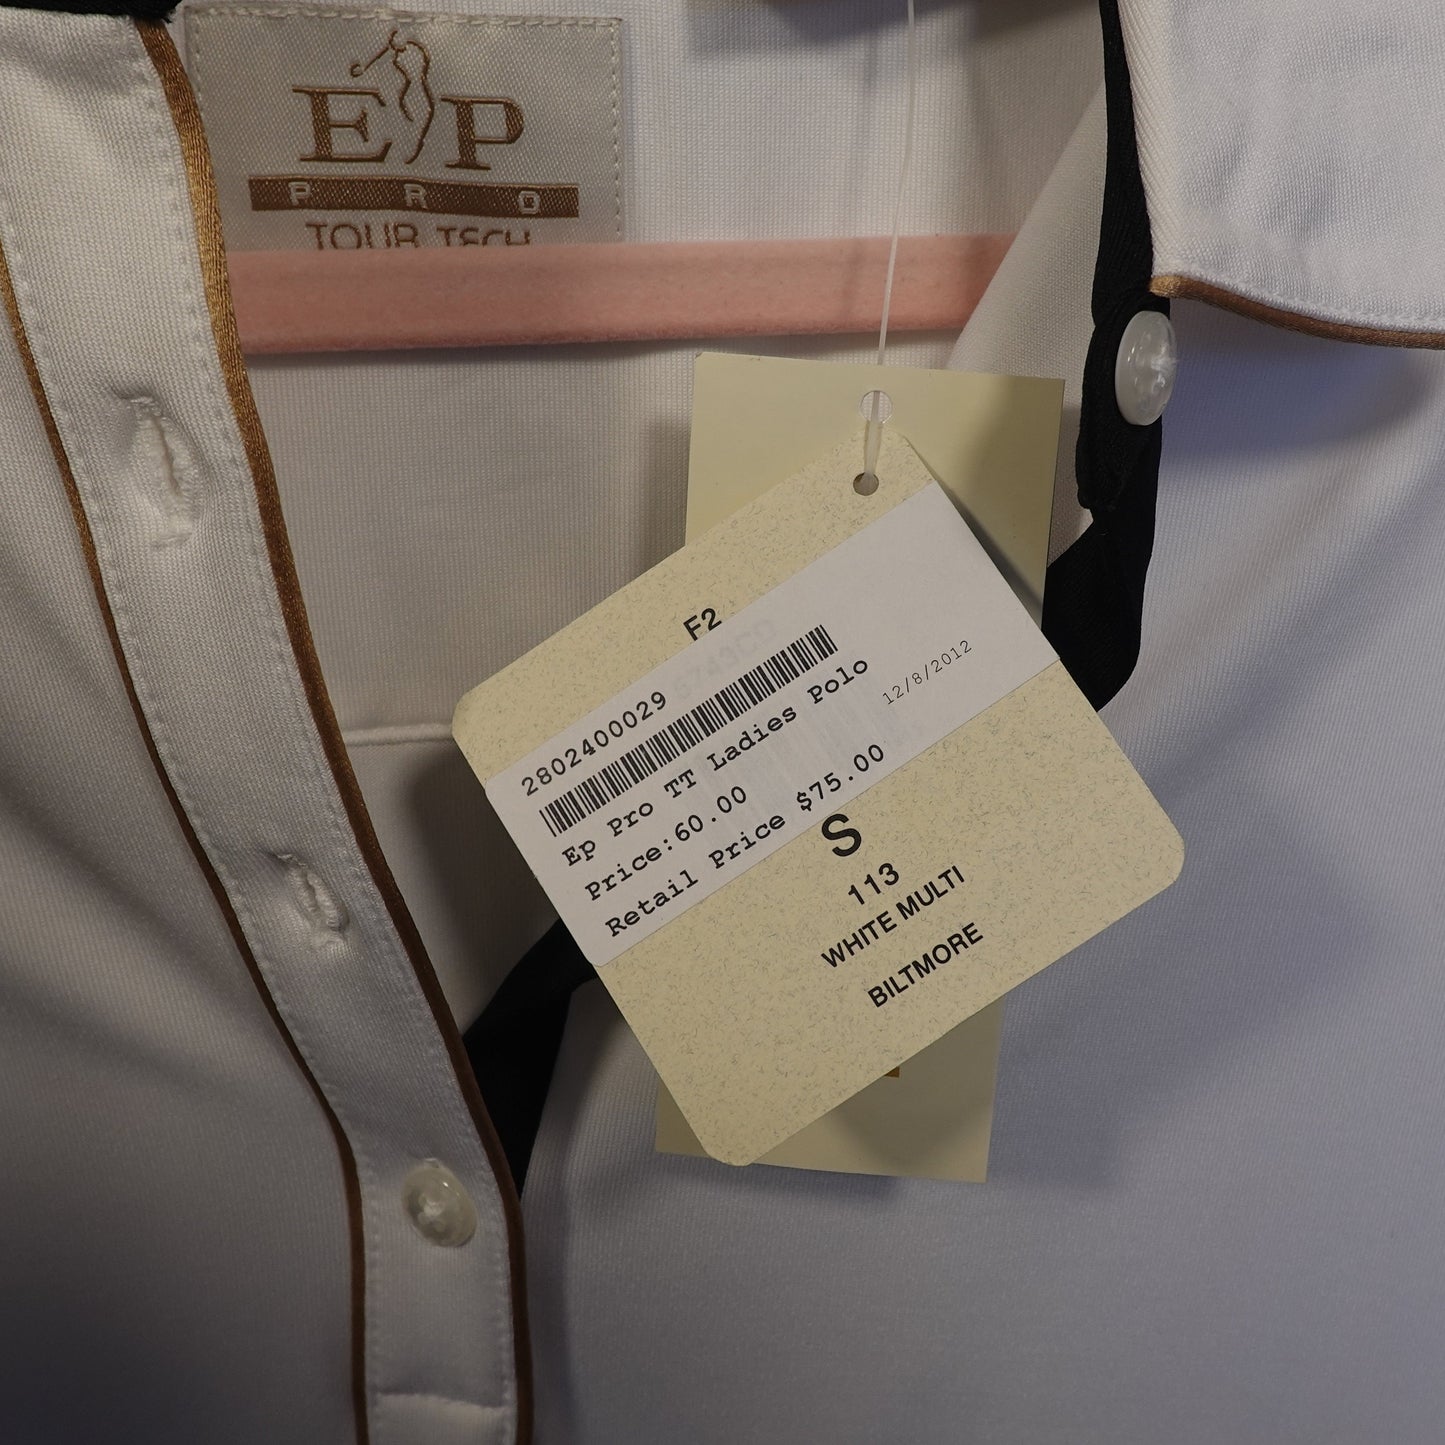 EP
PRO
TOUR TECH
F2
2802400029
Ep Pro TT Ladies Polo
12/8/2012
Price:60.00
Retail Price $75.00
S
113
WHITE MULTI
BILTMORE